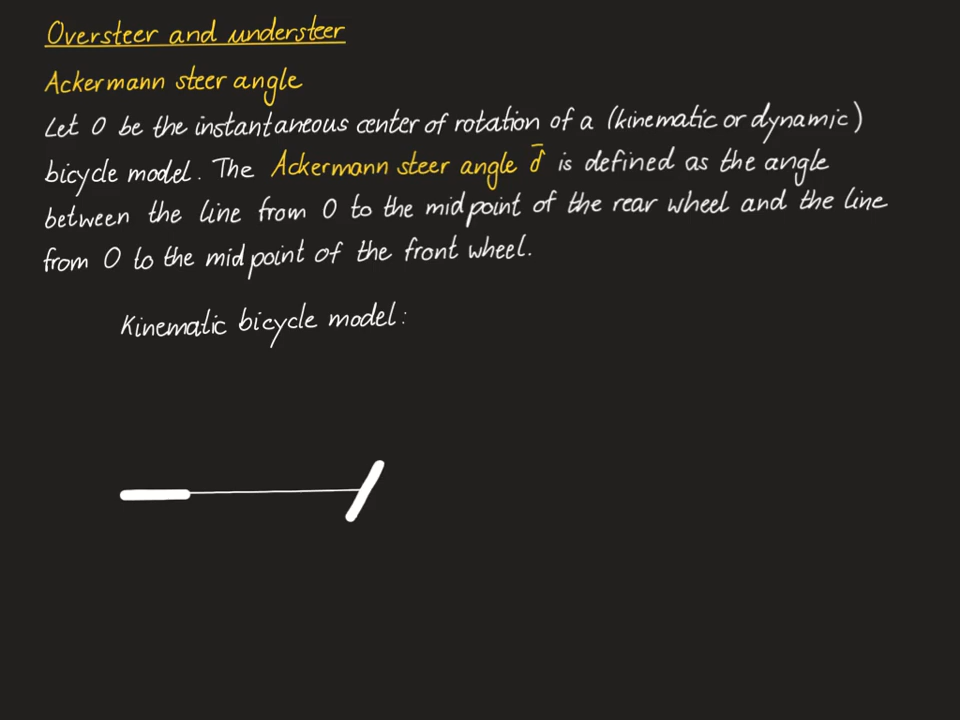 Oversteer and understeer
Ackermann steer angle
Let O be the instantaneous center of rotation of a (kinematic or dynamic)
bicycle model. The Ackermann steer angle δ̄ is defined as the angle
between the line from O to the midpoint of the rear wheel and the line
from O to the midpoint of the front wheel.
Kinematic bicycle model: